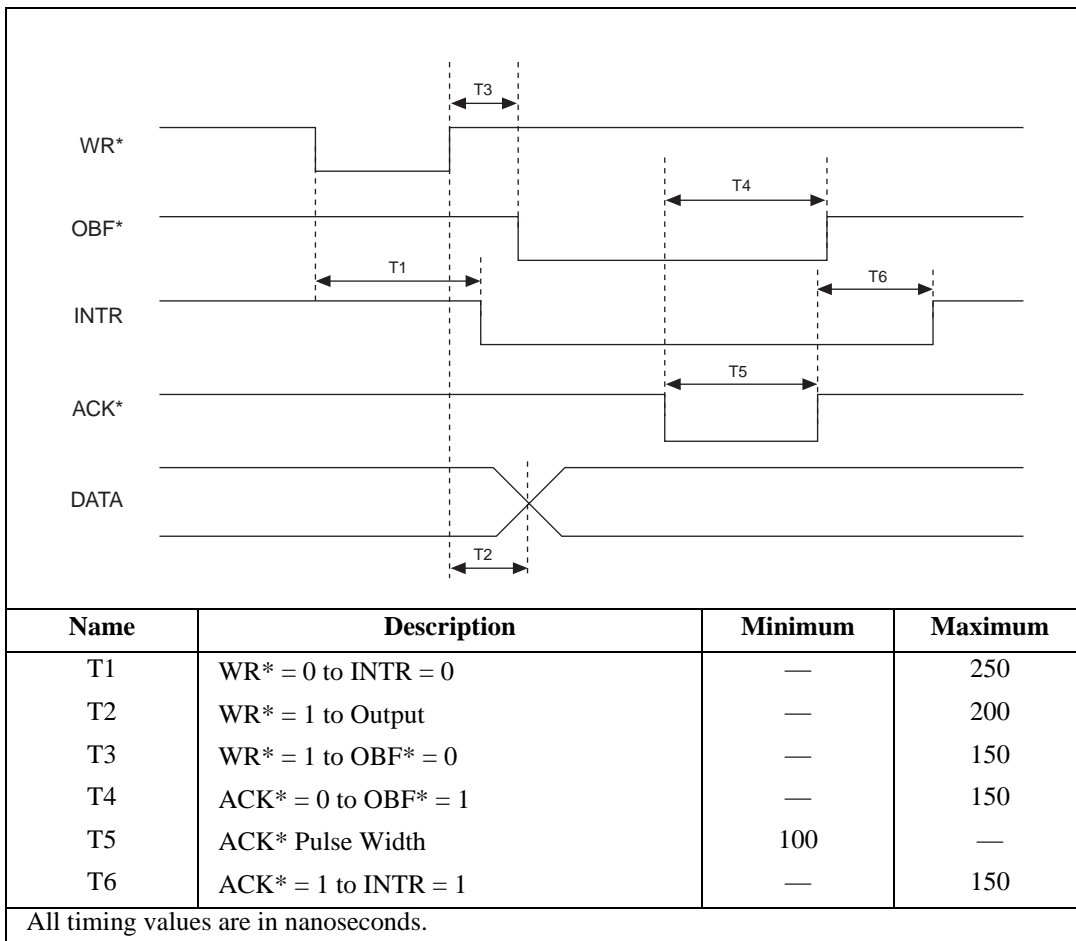 T3
WR*
T4
OBF*
T1
T6
INTR
T5
ACK*
DATA
T2
Name Description Minimum Maximum
T1 WR* = 0 to INTR = 0 — 250
T2 WR* = 1 to Output — 200
T3 WR* = 1 to OBF* = 0 — 150
T4 ACK* = 0 to OBF* = 1 — 150
T5 ACK* Pulse Width 100 —
T6 ACK* = 1 to INTR = 1 — 150
All timing values are in nanoseconds.